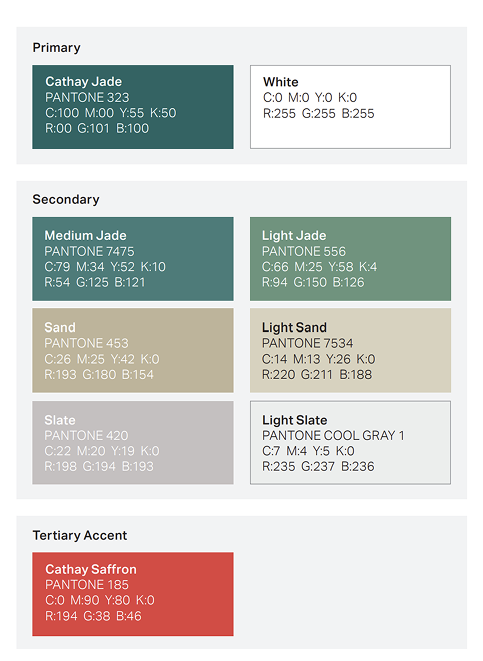 Primary
Cathay Jade
PANTONE 323
C:100 M:00 Y:55 K:50
R:00 G:101 B:100
White
C:0 M:0 Y:0 K:0
R:255 G:255 B:255
Secondary
Medium Jade
PANTONE 7475
C:79 M:34 Y:52 K:10
R:54 G:125 B:121
Light Jade
PANTONE 556
C:66 M:25 Y:58 K:4
R:94 G:150 B:126
Sand
PANTONE 453
C:26 M:25 Y:42 K:0
R:193 G:180 B:154
Light Sand
PANTONE 7534
C:14 M:13 Y:26 K:0
R:220 G:211 B:188
Slate
PANTONE 420
C:22 M:20 Y:19 K:0
R:198 G:194 B:193
Light Slate
PANTONE COOL GRAY 1
C:7 M:4 Y:5 K:0
R:235 G:237 B:236
Tertiary Accent
Cathay Saffron
PANTONE 185
C:0 M:90 Y:80 K:0
R:194 G:38 B:46